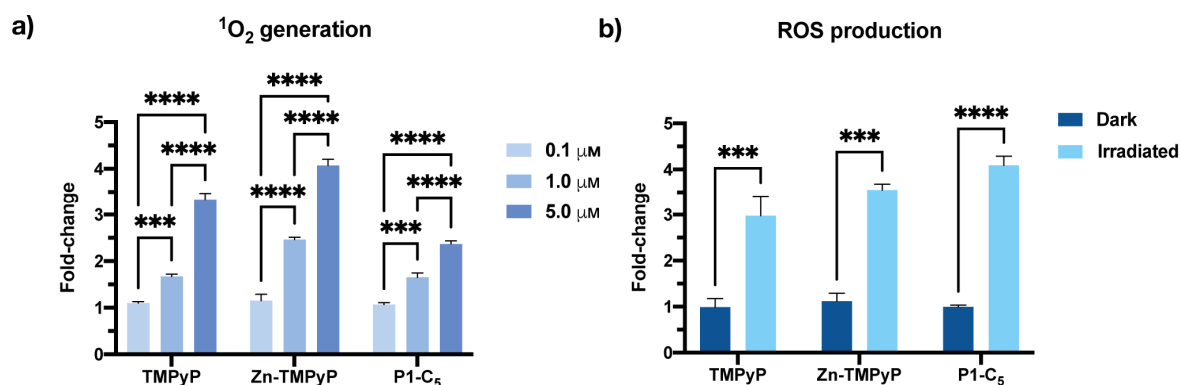 a)
¹O₂ generation
Fold-change
5
4
3
2
1
0
****
****
***
****
****
****
****
****
***
TMPyP
Zn-TMPyP
P1-C₅
0.1 μM
1.0 μM
5.0 μM
b)
ROS production
Fold-change
5
4
3
2
1
0
***
***
****
TMPyP
Zn-TMPyP
P1-C₅
Dark
Irradiated